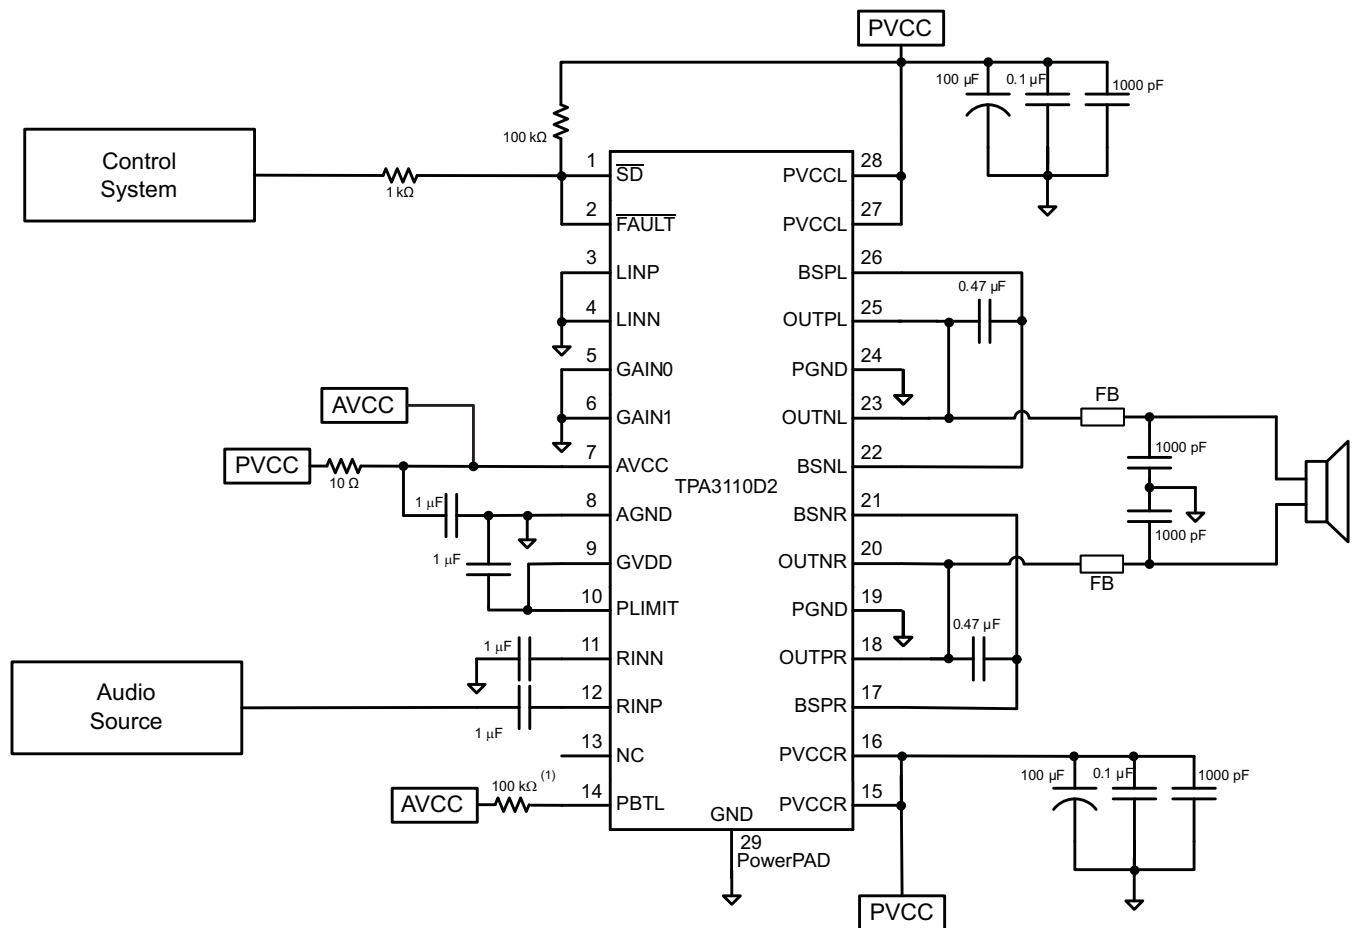 PVCC
100 µF
0.1 µF
1000 pF
100 kΩ
Control
System
1 kΩ
1
SD
28
PVCCL
2
FAULT
27
PVCCL
3
LINP
26
BSPL
0.47 µF
4
LINN
25
OUTPL
5
GAIN0
24
PGND
AVCC
6
GAIN1
23
OUTNL
FB
PVCC
10 Ω
7
AVCC
22
BSNL
1000 pF
TPA3110D2
1 µF
8
AGND
21
BSNR
1000 pF
1 µF
9
GVDD
20
OUTNR
FB
10
PLIMIT
19
PGND
0.47 µF
1 µF
11
RINN
18
OUTPR
Audio
Source
1 µF
12
RINP
17
BSPR
13
NC
16
PVCCR
100 µF
0.1 µF
1000 pF
AVCC
100 kΩ (1)
14
PBTL
15
PVCCR
GND
29
PowerPAD
PVCC